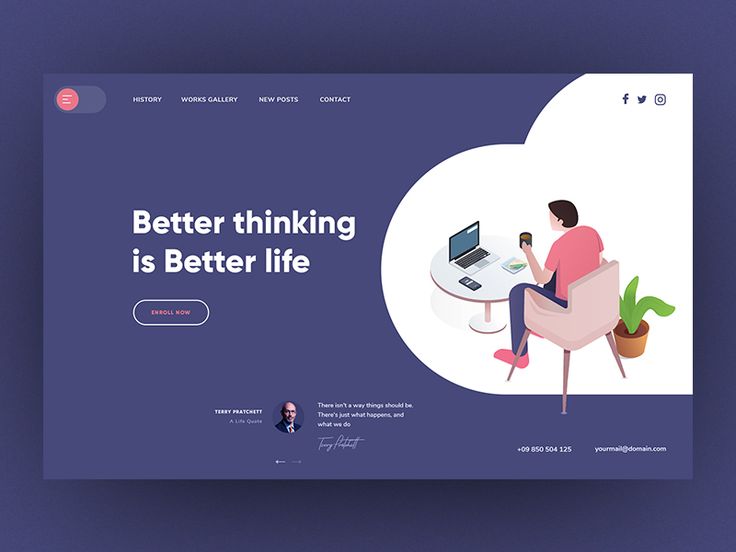 HISTORY
WORKS GALLERY
NEW POSTS
CONTACT
Better thinking
is Better life
ENROLL NOW
TERRY PRATCHETT
A Life Quote
There isn't a way things should be.
There's just what happens, and
what we do
Terry Pratchett
+09 850 504 125
yourmail@domain.com